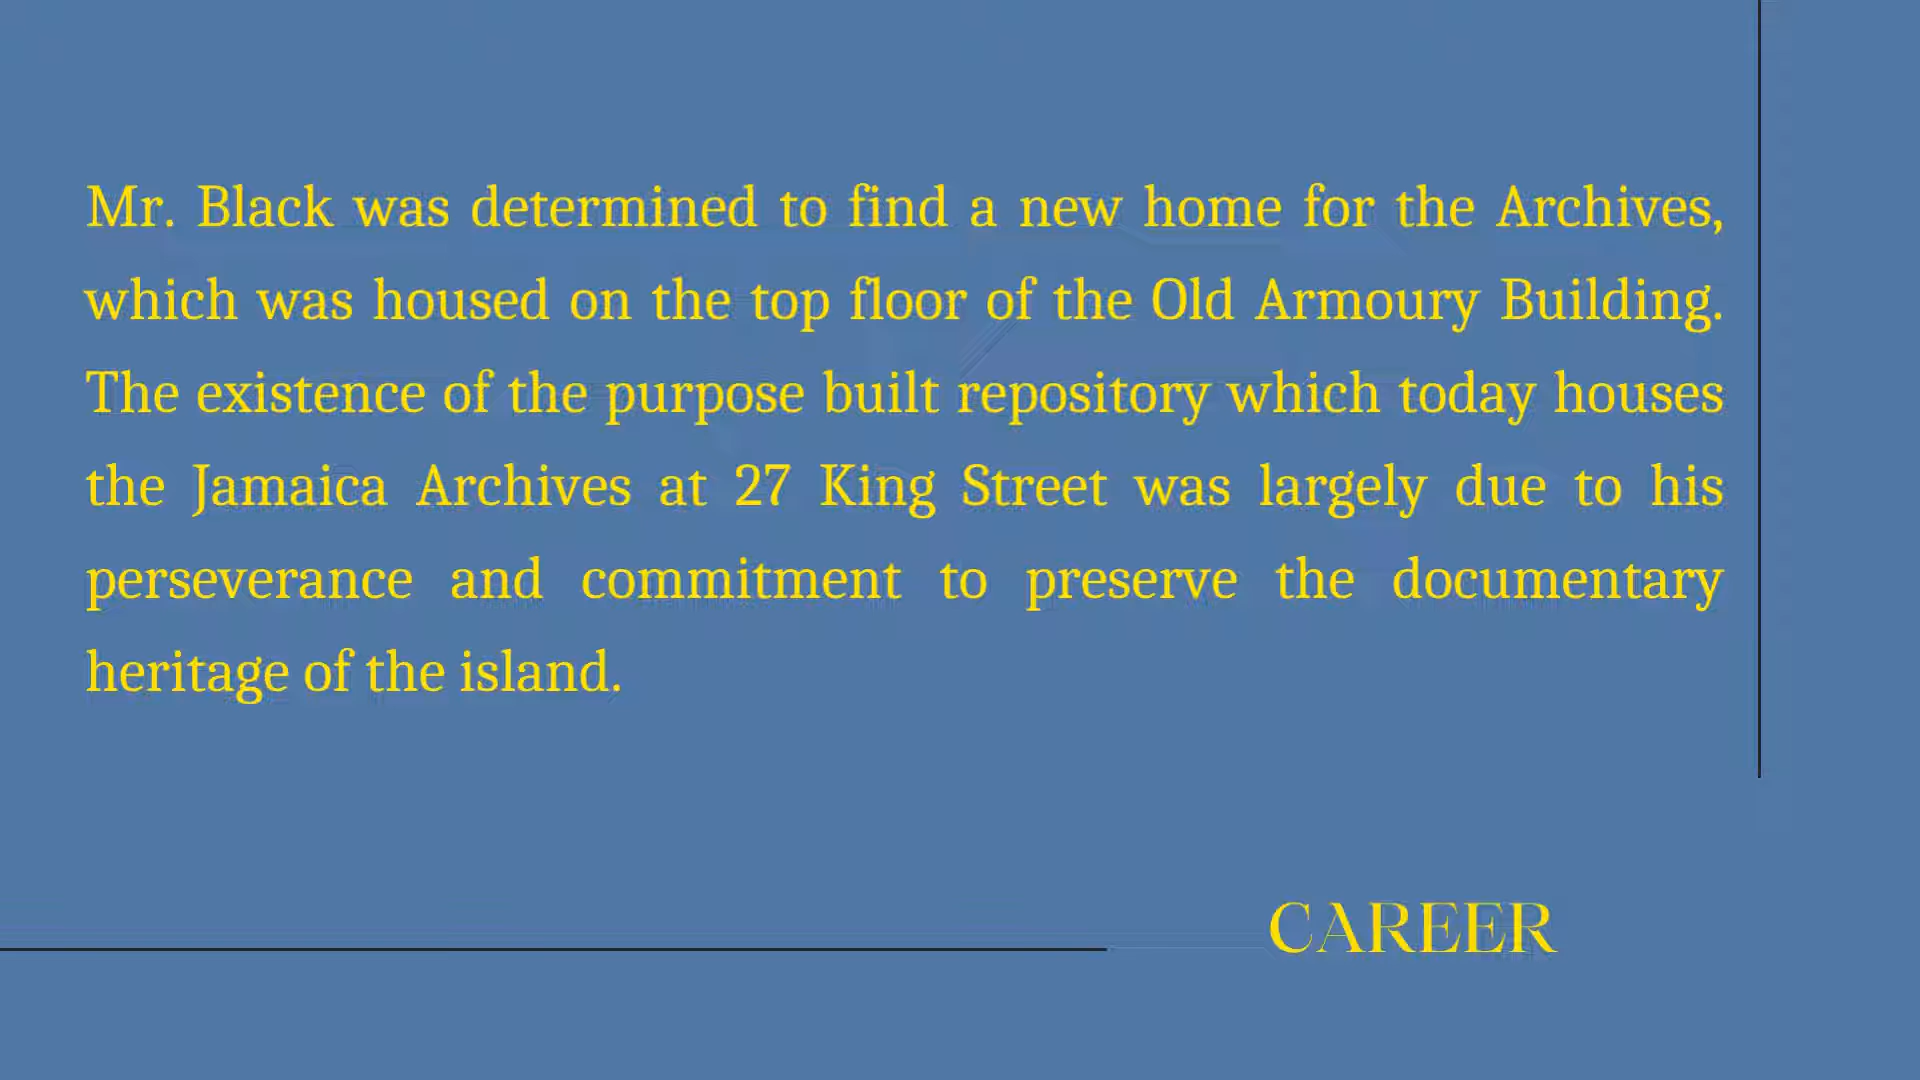 Mr. Black was determined to find a new home for the Archives,
which was housed on the top floor of the Old Armoury Building.
The existence of the purpose built repository which today houses
the Jamaica Archives at 27 King Street was largely due to his
perseverance and commitment to preserve the documentary
heritage of the island.
CAREER